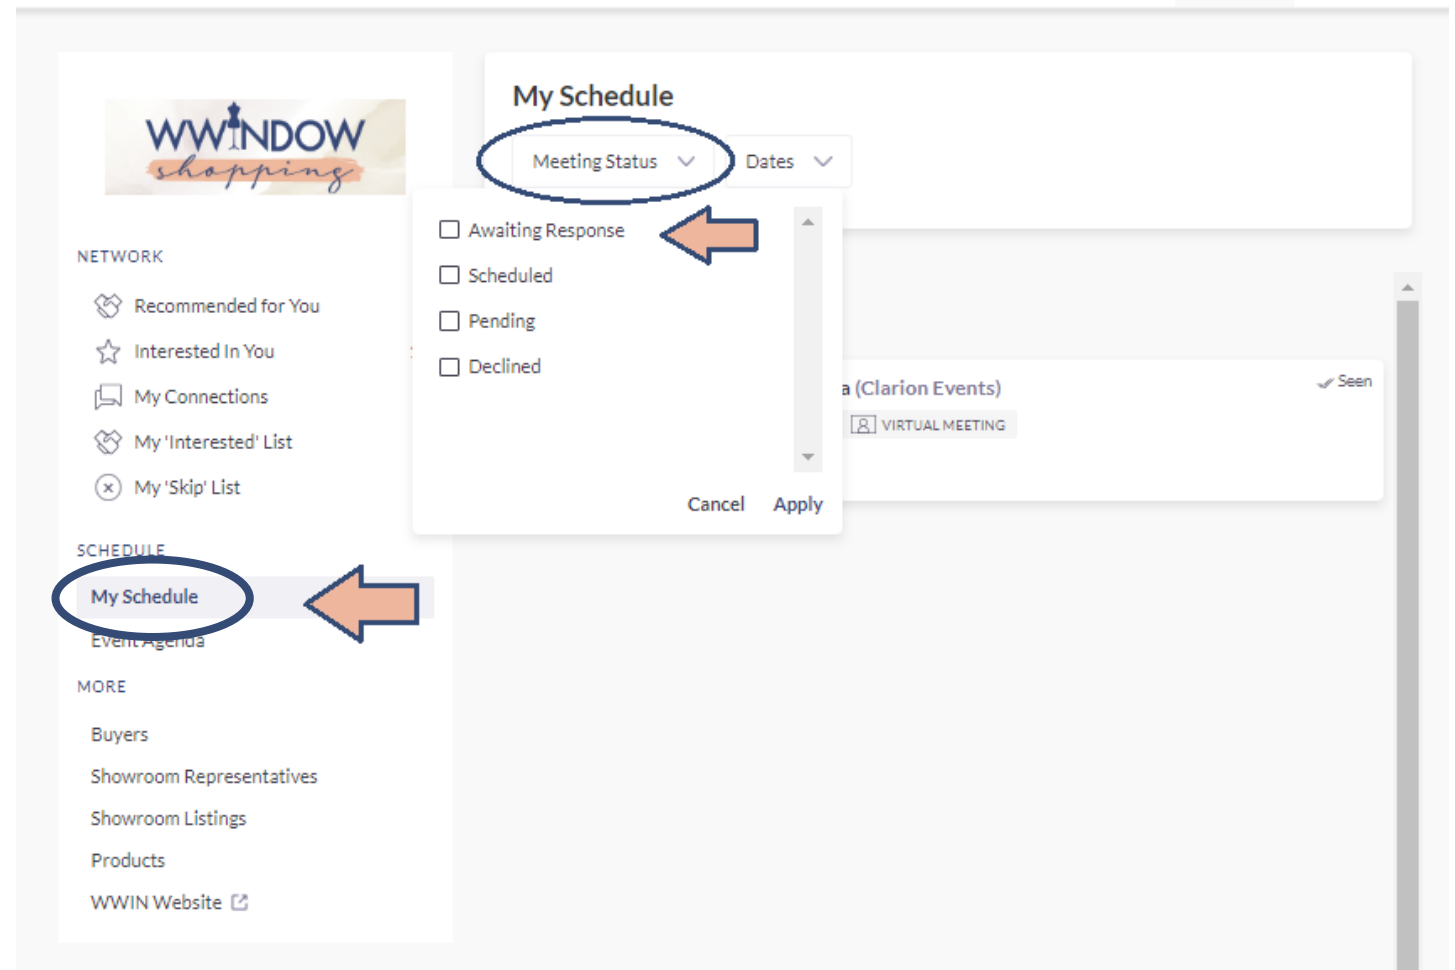 WWINDOW
shopping
NETWORK
Recommended for You
Interested In You
My Connections
My 'Interested' List
My 'Skip' List
SCHEDULE
My Schedule
Event Agenda
MORE
Buyers
Showroom Representatives
Showroom Listings
Products
WWIN Website
My Schedule
Meeting Status
Dates
Awaiting Response
Scheduled
Pending
Declined
Cancel Apply
a (Clarion Events)
Seen
VIRTUAL MEETING